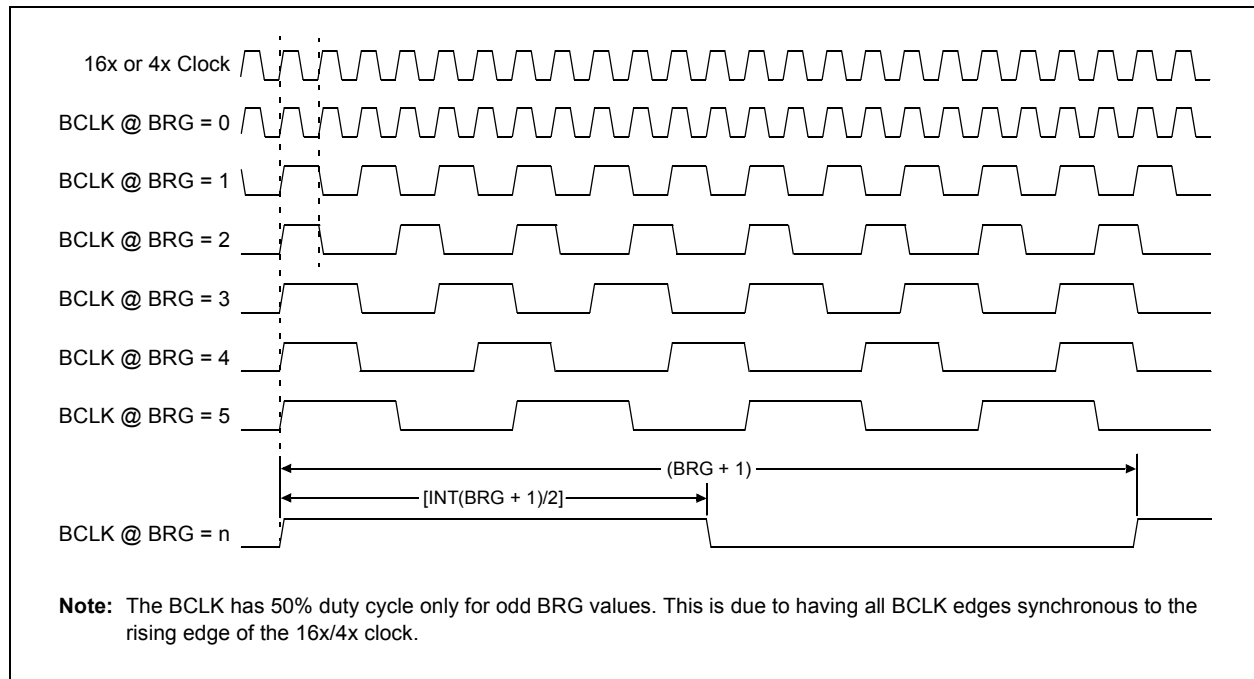 16x or 4x Clock
BCLK @ BRG = 0
BCLK @ BRG = 1
BCLK @ BRG = 2
BCLK @ BRG = 3
BCLK @ BRG = 4
BCLK @ BRG = 5
(BRG + 1)
[INT(BRG + 1)/2]
BCLK @ BRG = n
Note: The BCLK has 50% duty cycle only for odd BRG values. This is due to having all BCLK edges synchronous to the
rising edge of the 16x/4x clock.